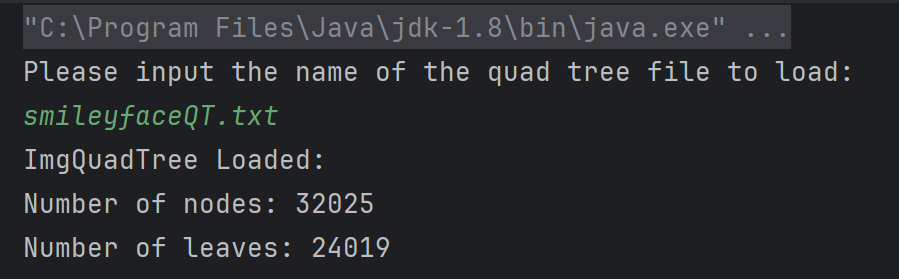 "C:\Program Files\Java\jdk-1.8\bin\java.exe" ...
Please input the name of the quad tree file to load:
smileyfaceQT.txt
ImgQuadTree Loaded:
Number of nodes: 32025
Number of leaves: 24019